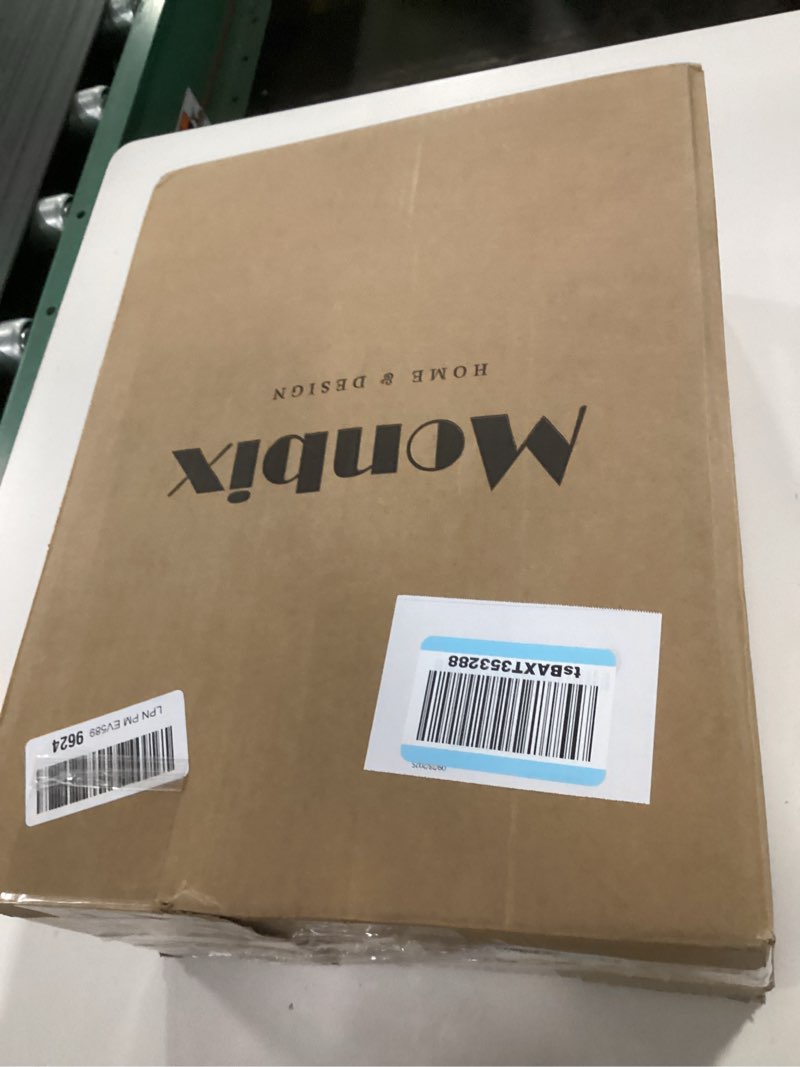 Monbix
HOME & DESIGN
tsBAXT353288
LPN PM EV589 9624